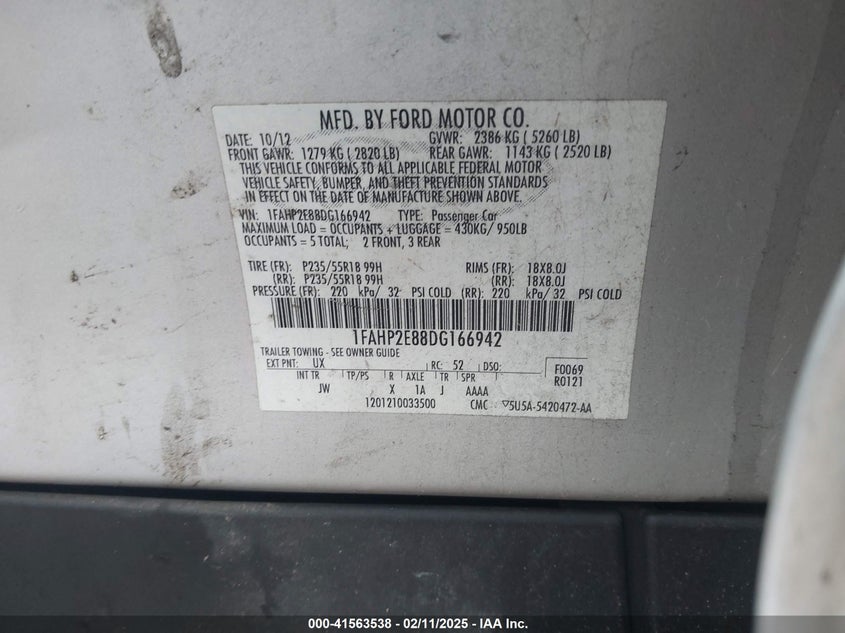 MFD. BY FORD MOTOR CO.
DATE: 10/12 GVWR: 2386 KG ( 5260 LB)
FRONT GAWR: 1279 KG ( 2820 LB) REAR GAWR: 1143 KG ( 2520 LB)
THIS VEHICLE CONFORMS TO ALL APPLICABLE FEDERAL MOTOR
VEHICLE SAFETY, BUMPER, AND THEFT PREVENTION STANDARDS
IN EFFECT ON THE DATE OF MANUFACTURE SHOWN ABOVE.
VIN: 1FAHP2E88DG166942 TYPE: Passenger Car
MAXIMUM LOAD = OCCUPANTS + LUGGAGE = 430KG/ 950LB
OCCUPANTS = 5 TOTAL; 2 FRONT, 3 REAR
TIRE (FR): P235/55R18 99H RIMS (FR): 18X8.0J
(RR): P235/55R18 99H (RR): 18X8.0J
PRESSURE (FR): 220 kPa/ 32 PSI COLD (RR): 220 kPa/ 32 PSI COLD
1FAHP2E88DG166942
TRAILER TOWING - SEE OWNER GUIDE
EXT PNT: UX RC: 52 DSO: F0069
INT TR TP/PS R AXLE TR SPR R0121
JW X 1A J AAAA
1201210033500 CMC ▽5U5A-5420472-AA
000-41563538 - 02/11/2025 - IAA Inc.